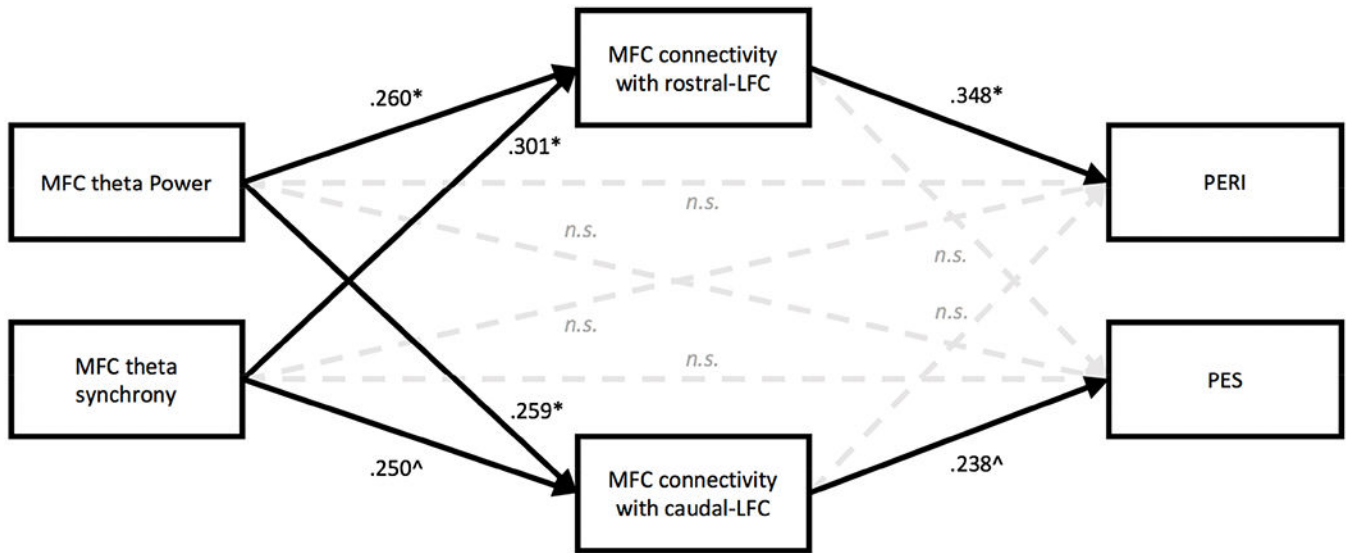 MFC connectivity
with rostral-LFC
.260*
.348*
.301*
MFC theta Power
PERI
n.s.
n.s.
n.s.
n.s.
n.s.
MFC theta
synchrony
n.s.
PES
.259*
.250^
.238^
MFC connectivity
with caudal-LFC